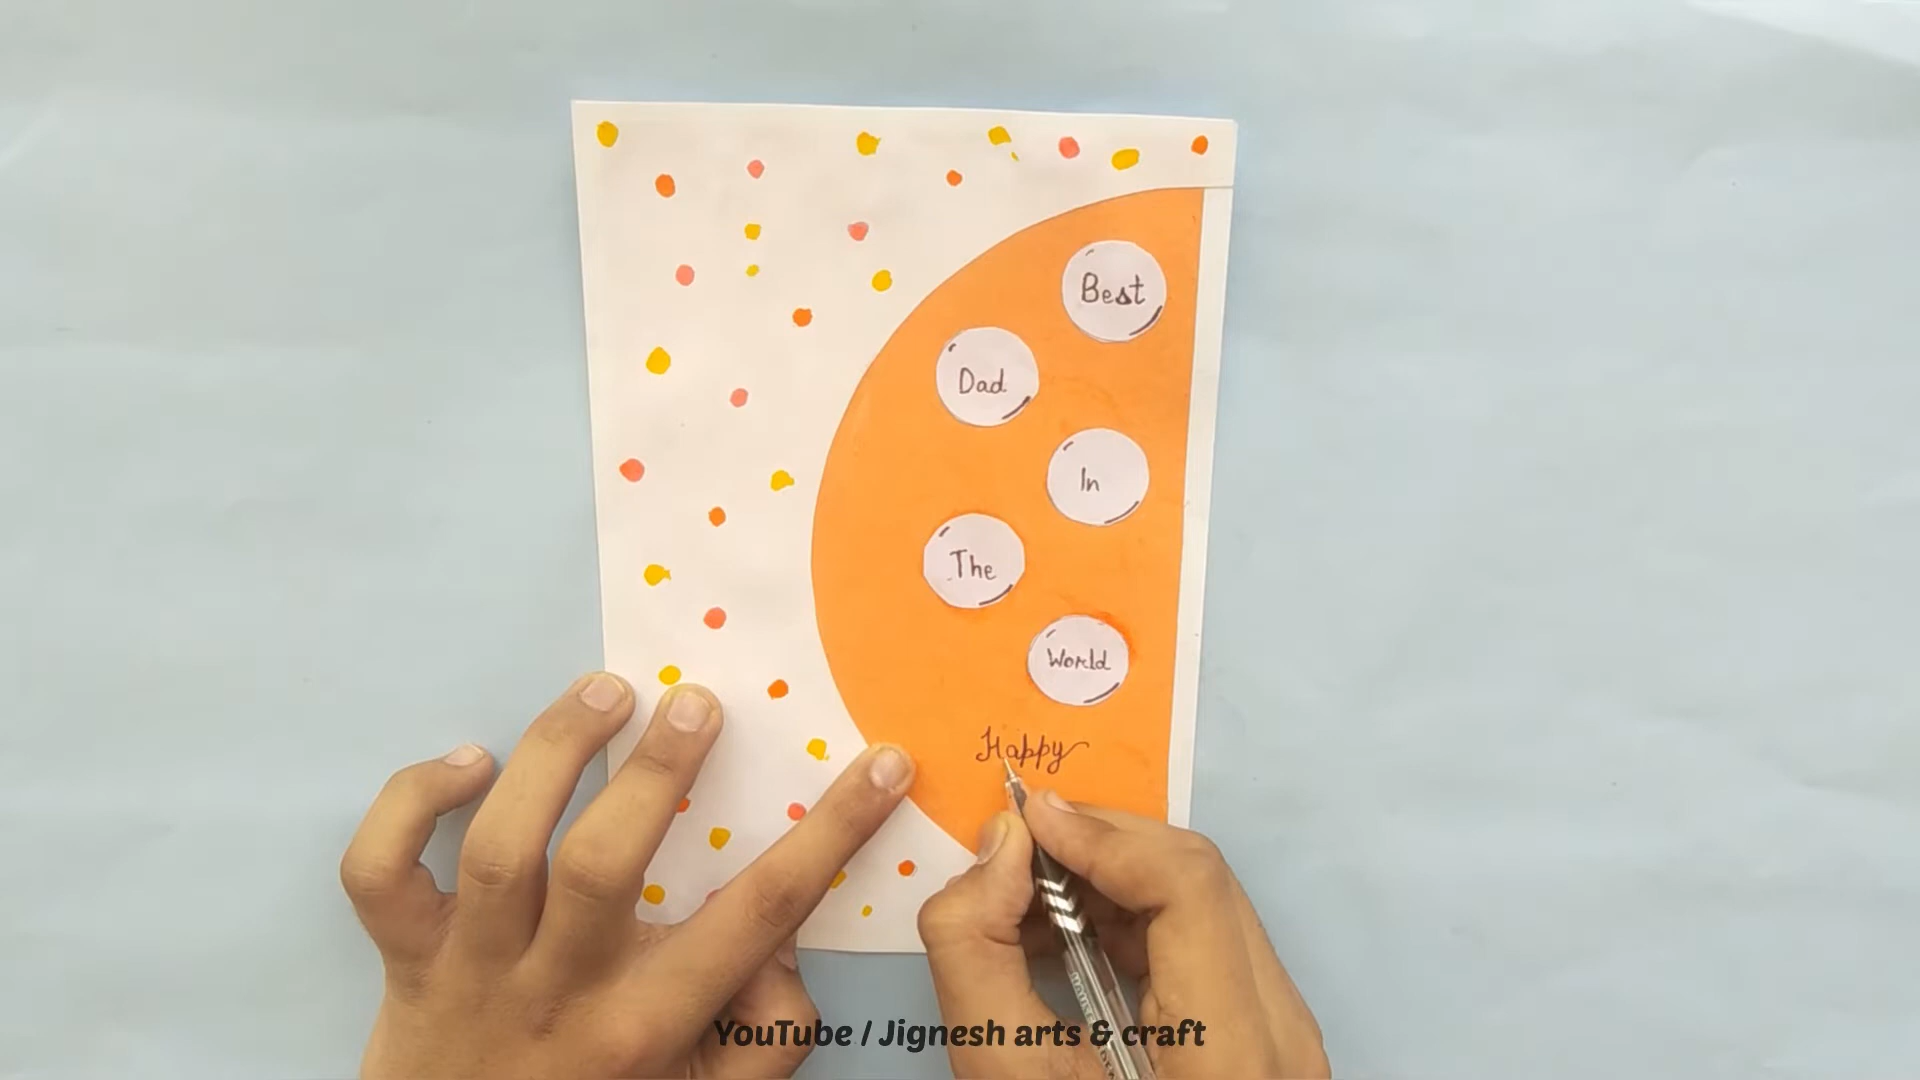 Best
Dad
In
The
World
Happy
YouTube / Jignesh arts & craft